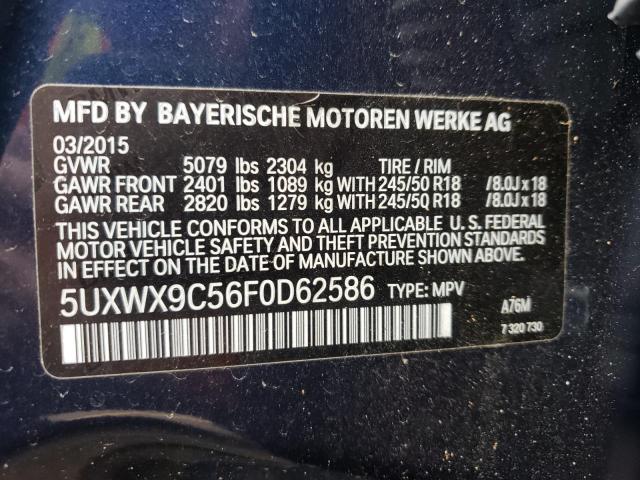 MFD BY BAYERISCHE MOTOREN WERKE AG
03/2015
GVWR 5079 lbs 2304 kg TIRE / RIM
GAWR FRONT 2401 lbs 1089 kg WITH 245/50 R18 /8.0J x 18
GAWR REAR 2820 lbs 1279 kg WITH 245/50 R18 /8.0J x 18
THIS VEHICLE CONFORMS TO ALL APPLICABLE U. S. FEDERAL
MOTOR VEHICLE SAFETY AND THEFT PREVENTION STANDARDS
IN EFFECT ON THE DATE OF MANUFACTURE SHOWN ABOVE.
5UXWX9C56F0D62586 TYPE: MPV
A76M
7 320 730